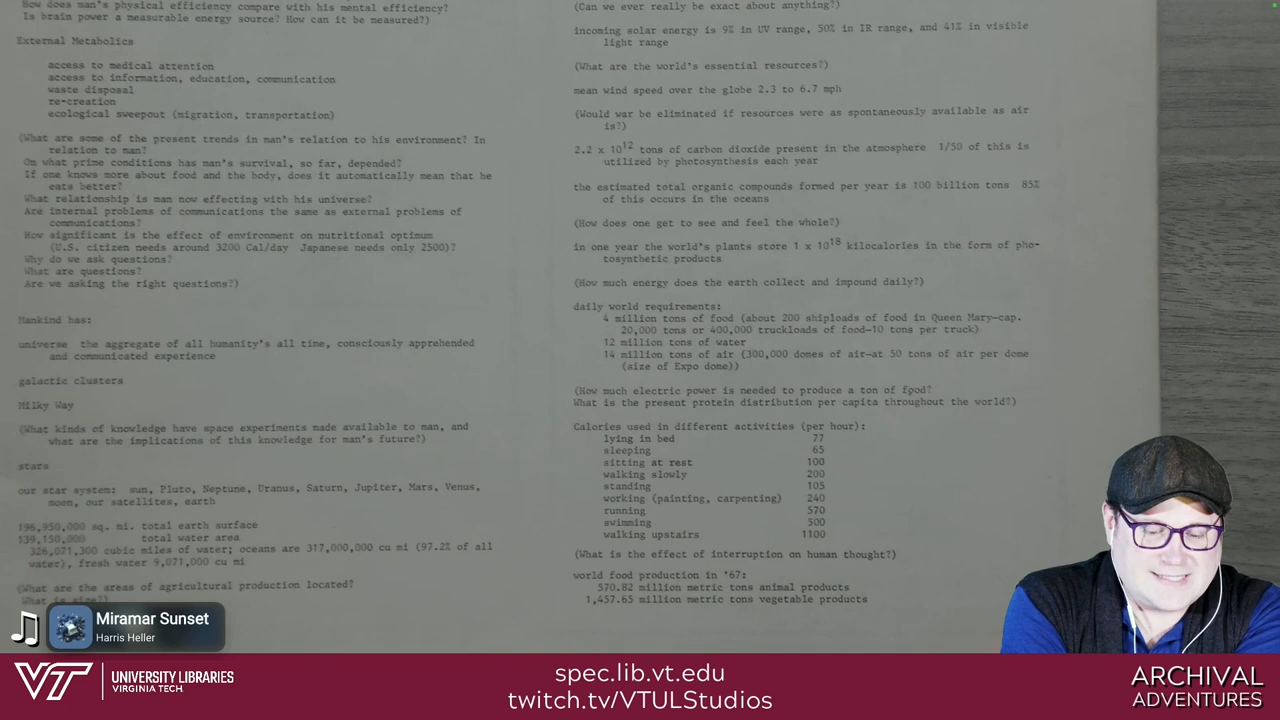 How does man's physical efficiency compare with his mental efficiency?
Is brain power a measurable energy source? How can it be measured?)
External Metabolics
access to medical attention
access to information, education, communication
waste disposal
re-creation
ecological sweepout (migration, transportation)
(What are some of the present trends in man's relation to his environment? In
relation to man?
On what prime conditions has man's survival, so far, depended?
If one knows more about food and the body, does it automatically mean that he
eats better?
What relationship is man now effecting with his universe?
Are internal problems of communications the same as external problems of
communications?
How significant is the effect of environment on nutritional optimum
(U.S. citizen needs around 3200 Cal/day Japanese needs only 2500)?
Why do we ask questions?
What are questions?
Are we asking the right questions?)
Mankind has:
universe the aggregate of all humanity's all time, consciously apprehended
and communicated experience
galactic clusters
Milky Way
(What kinds of knowledge have space experiments made available to man, and
what are the implications of this knowledge for man's future?)
stars
our star system: sun, Pluto, Neptune, Uranus, Saturn, Jupiter, Mars, Venus,
moon, our satellites, earth
196,950,000 sq. mi. total earth surface
139,150,000 total water area
326,071,300 cubic miles of water; oceans are 317,000,000 cu mi (97.2% of all
water), fresh water 9,071,000 cu mi
(What are the areas of agricultural production located?
What is size?)
(Can we ever really be exact about anything?)
incoming solar energy is 9% in UV range, 50% in IR range, and 41% in visible
light range
(What are the world's essential resources?)
mean wind speed over the globe 2.3 to 6.7 mph
(Would war be eliminated if resources were as spontaneously available as air
is?)
2.2 x 10¹² tons of carbon dioxide present in the atmosphere 1/50 of this is
utilized by photosynthesis each year
the estimated total organic compounds formed per year is 100 billion tons 85%
of this occurs in the oceans
(How does one get to see and feel the whole?)
in one year the world's plants store 1 x 10¹⁸ kilocalories in the form of pho-
tosynthetic products
(How much energy does the earth collect and impound daily?)
daily world requirements:
4 million tons of food (about 200 shiploads of food in Queen Mary—cap.
20,000 tons or 400,000 truckloads of food—10 tons per truck)
12 million tons of water
14 million tons of air (300,000 domes of air—at 50 tons of air per dome
(size of Expo dome))
(How much electric power is needed to produce a ton of food?
What is the present protein distribution per capita throughout the world?)
Calories used in different activities (per hour):
lying in bed 77
sleeping 65
sitting at rest 100
walking slowly 200
standing 105
working (painting, carpenting) 240
running 570
swimming 500
walking upstairs 1100
(What is the effect of interruption on human thought?)
world food production in '67:
570.82 million metric tons animal products
1,457.65 million metric tons vegetable products
Miramar Sunset
Harris Heller
VT UNIVERSITY LIBRARIES
VIRGINIA TECH.
spec.lib.vt.edu
twitch.tv/VTULStudios
ARCHIVAL
ADVENTURES